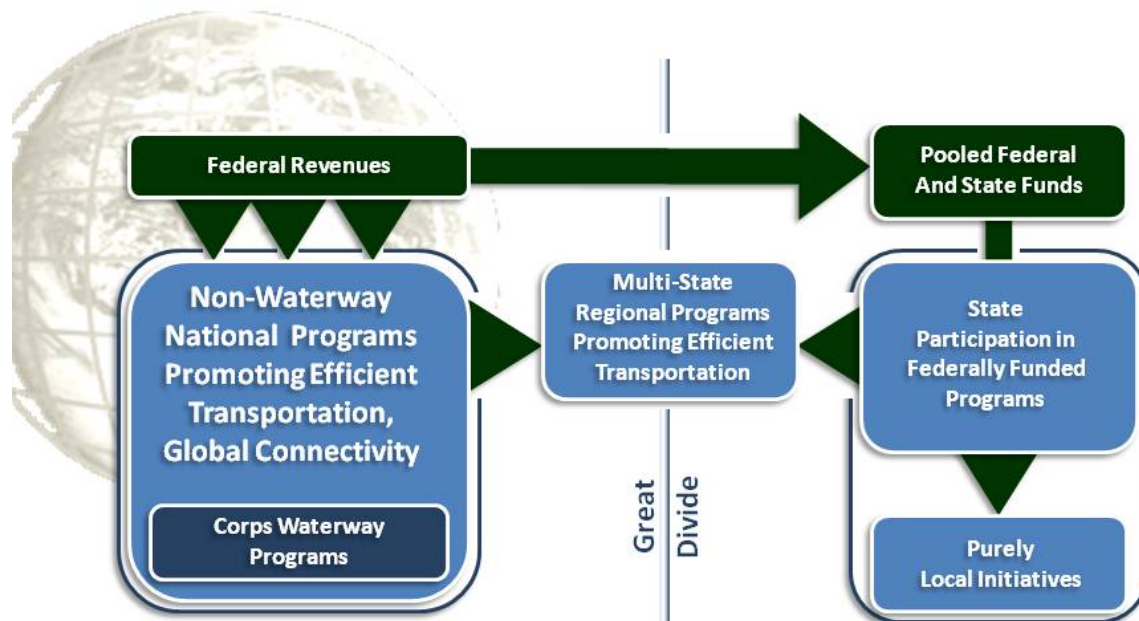 Federal Revenues
Pooled Federal
And State Funds
Non-Waterway
National Programs
Promoting Efficient
Transportation,
Global Connectivity
Corps Waterway
Programs
Multi-State
Regional Programs
Promoting Efficient
Transportation
Great
Divide
State
Participation in
Federally Funded
Programs
Purely
Local Initiatives